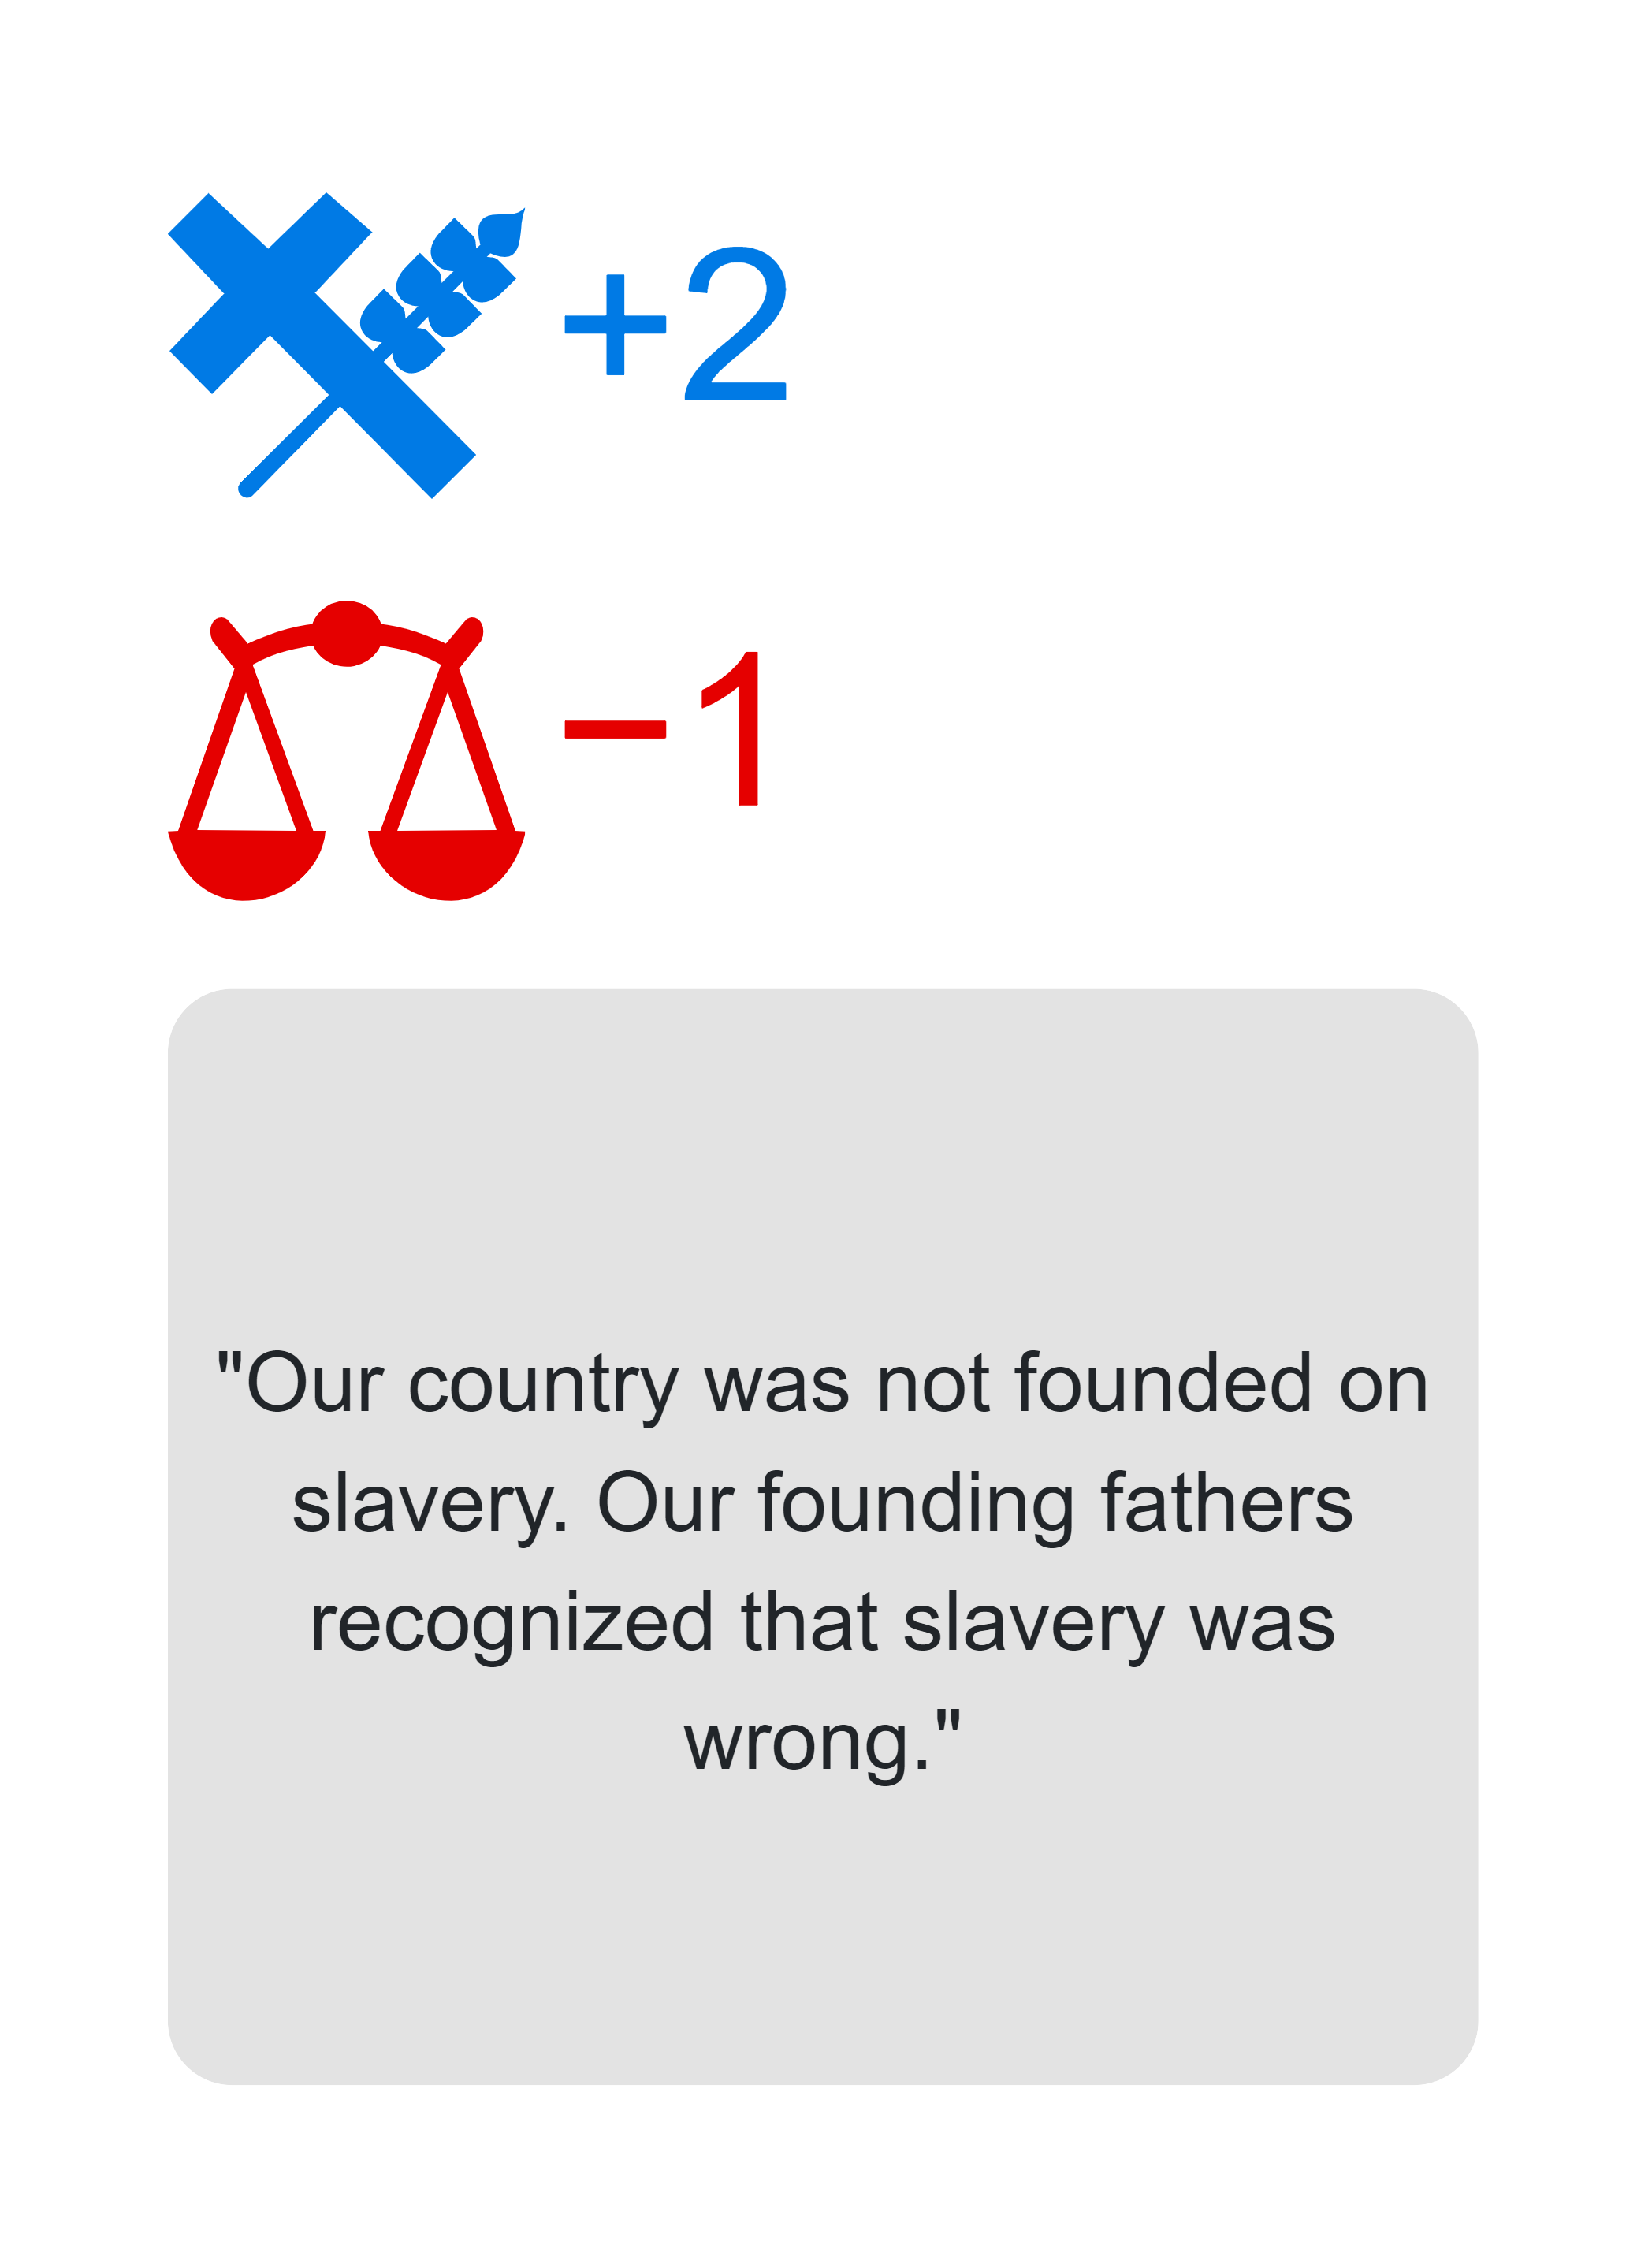 +2
−1
"Our country was not founded on
slavery. Our founding fathers
recognized that slavery was
wrong."